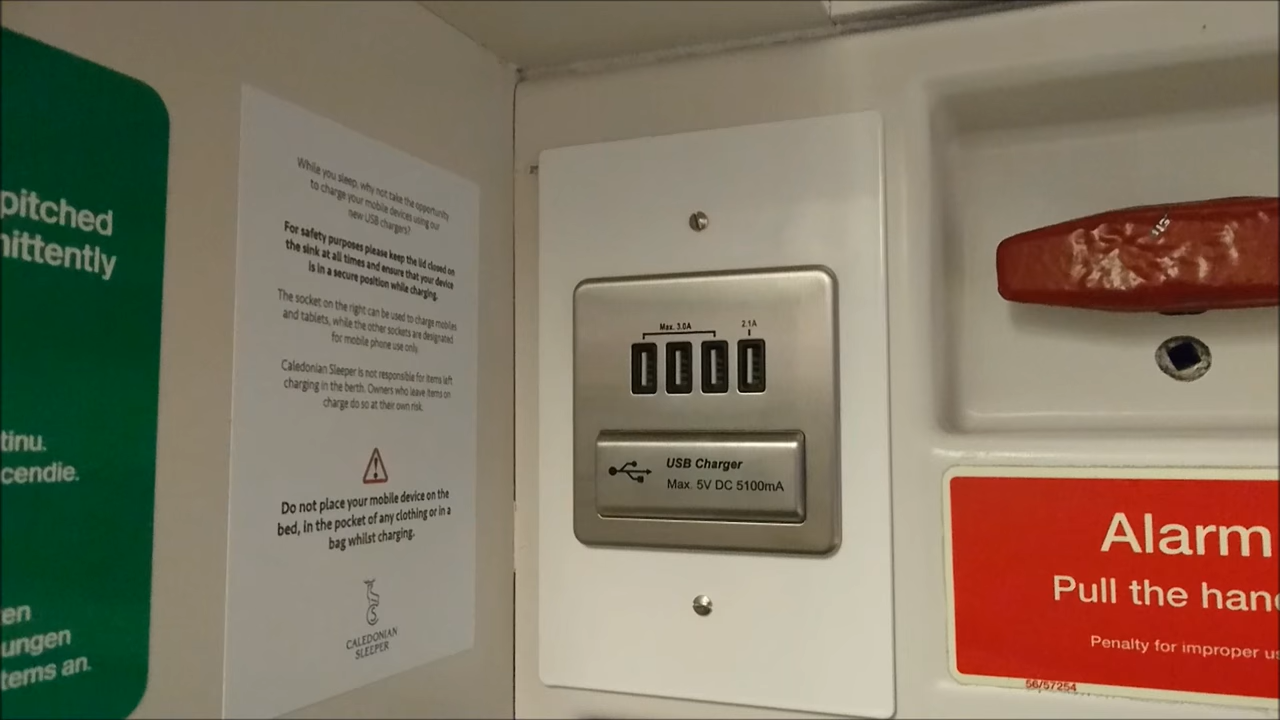 pitched
nittently
tinu.
cendie.
en
ungen
tems an.
While you sleep, why not take the opportunity
to charge your mobile devices using our
new USB chargers?
For safety purposes please keep the lid closed on
the sink at all times and ensure that your device
is in a secure position while charging.
The socket on the right can be used to charge mobiles
and tablets, while the other sockets are designated
for mobile phone use only.
Caledonian Sleeper is not responsible for items left
charging in the berth. Owners who leave items on
charge do so at their own risk.
Do not place your mobile device on the
bed, in the pocket of any clothing or in a
bag whilst charging.
CALEDONIAN
SLEEPER
Max. 3.0A
2.1A
USB Charger
Max. 5V DC 5100mA
Alarm
Pull the han
Penalty for improper us
56/57254